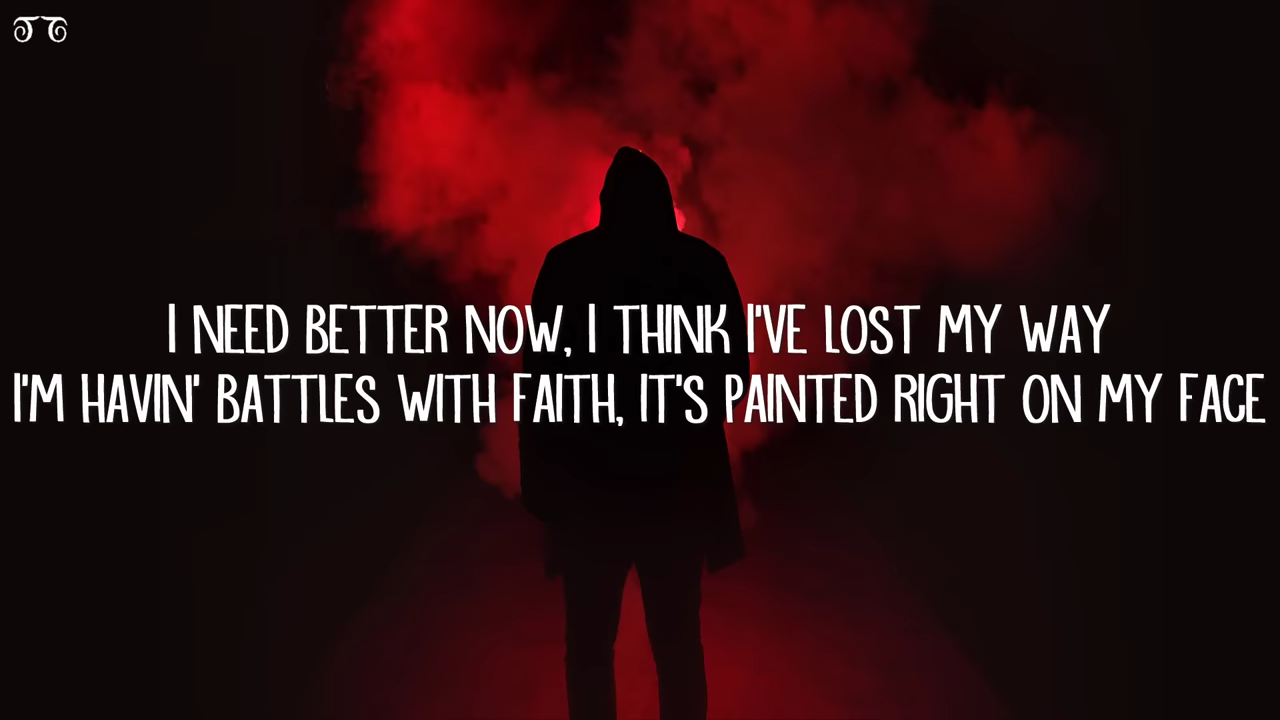 I NEED BETTER NOW, I THINK I'VE LOST MY WAY
I'M HAVIN' BATTLES WITH FAITH, IT'S PAINTED RIGHT ON MY FACE